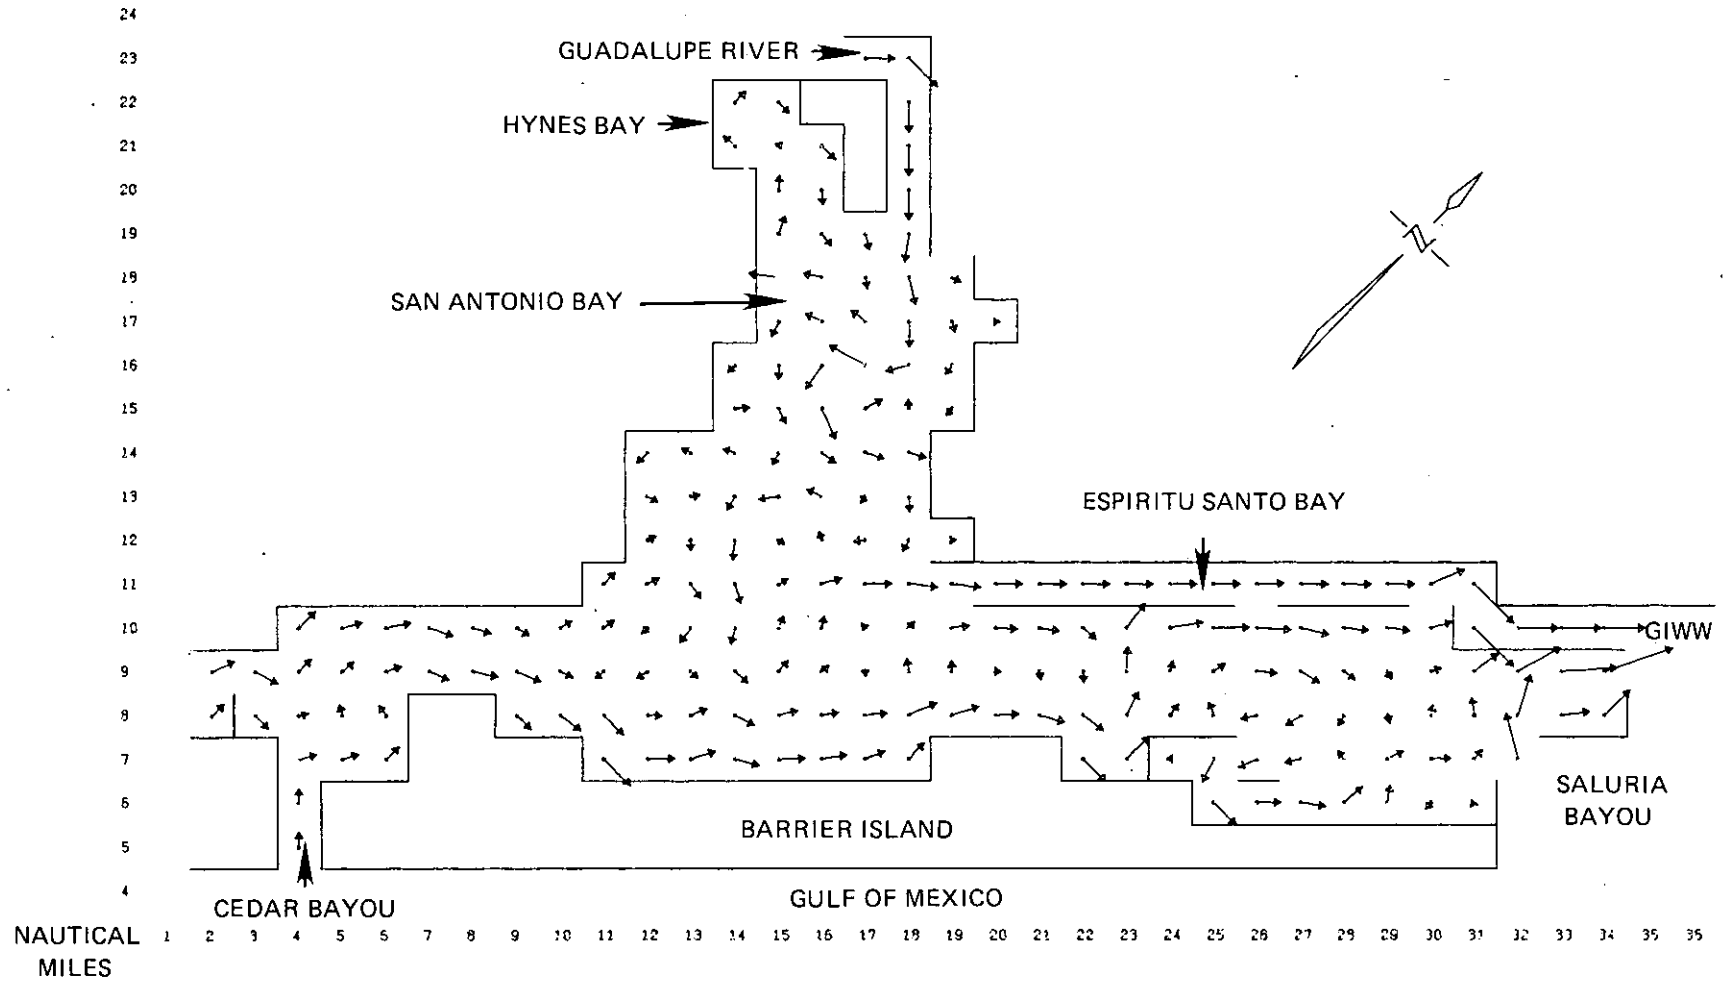 24
GUADALUPE RIVER
23
22
HYNES BAY
21
20
19
18
SAN ANTONIO BAY
17
16
15
14
13
ESPIRITU SANTO BAY
12
11
10
GIWW
9
8
7
SALURIA
BAYOU
6
BARRIER ISLAND
5
4
GULF OF MEXICO
CEDAR BAYOU
NAUTICAL
MILES
1 2 3 4 5 6 7 8 9 10 11 12 13 14 15 16 17 18 19 20 21 22 23 24 25 26 27 28 29 30 31 32 33 34 35 35
N